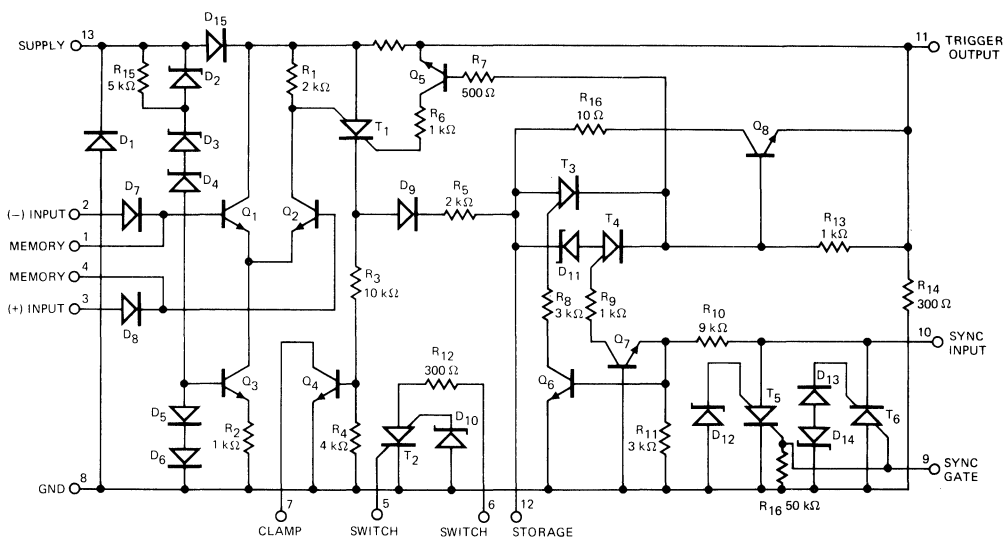 SUPPLY 13
D15
11 TRIGGER OUTPUT
R15 5 kΩ
D2
R1 2 kΩ
Q5
R7 500 Ω
R6 1 kΩ
R16 10 Ω
Q8
D1
D3
T1
D4
T3
D7
D9
R5 2 kΩ
T4
(−) INPUT 2
Q1
Q2
R13 1 kΩ
MEMORY 1
D11
MEMORY 4
R3 10 kΩ
R8 3 kΩ
R9 1 kΩ
R14 300 Ω
(+) INPUT 3
D8
Q7
R10 9 kΩ
10 SYNC INPUT
R12 300 Ω
Q3
Q4
Q6
D13
T5
T6
D5
D10
D12
D14
R2 1 kΩ
R4 4 kΩ
T2
R11 3 kΩ
D6
9 SYNC GATE
GND 8
R16 50 kΩ
7 CLAMP
5 SWITCH
6 SWITCH
12 STORAGE